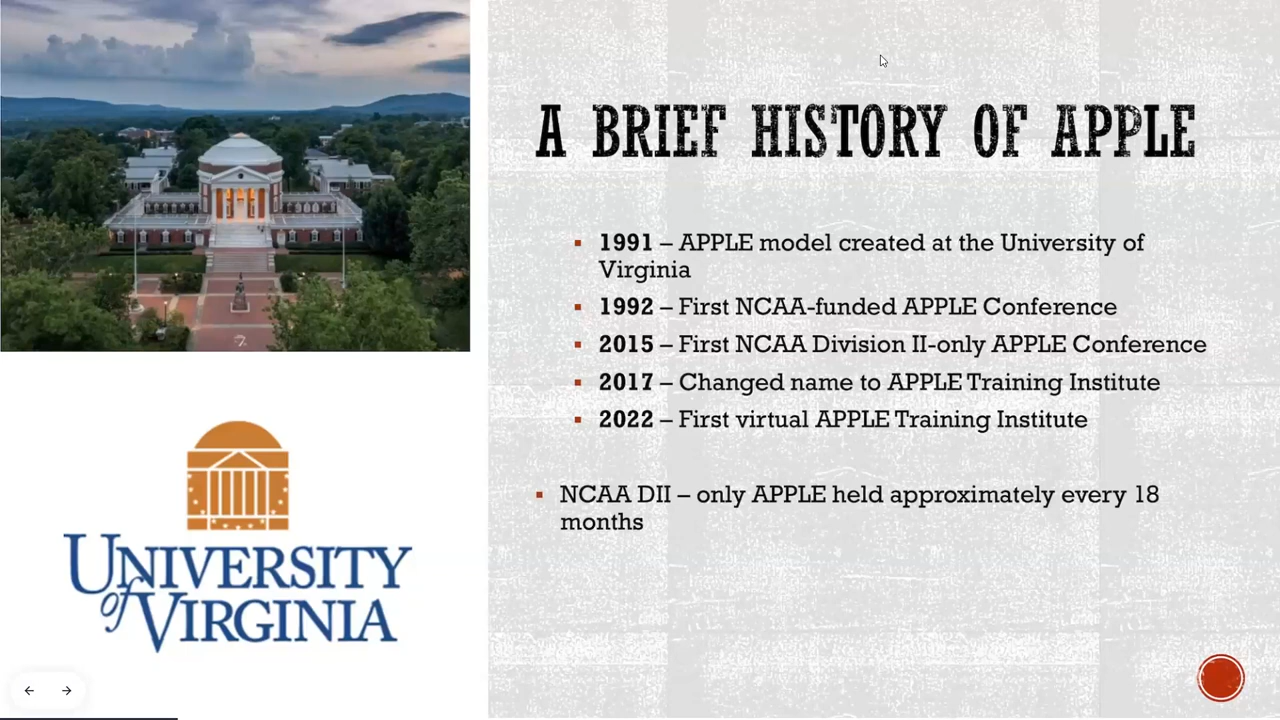 A BRIEF HISTORY OF APPLE
1991 – APPLE model created at the University of
Virginia
1992 – First NCAA-funded APPLE Conference
2015 – First NCAA Division II-only APPLE Conference
2017 – Changed name to APPLE Training Institute
2022 – First virtual APPLE Training Institute
NCAA DII – only APPLE held approximately every 18
months
UNIVERSITY
of VIRGINIA